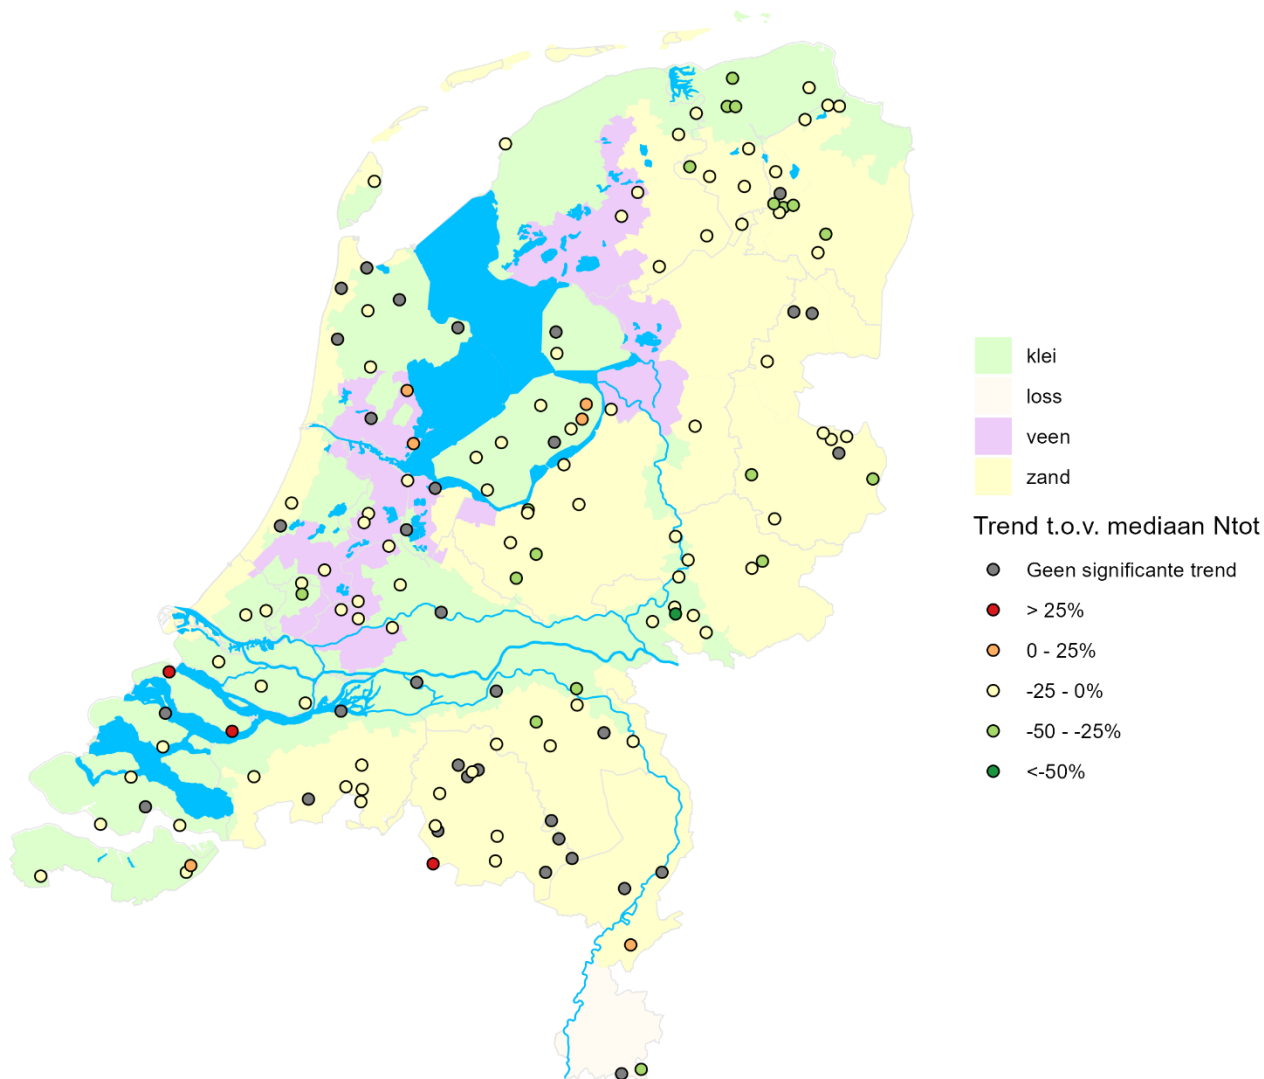 klei
loss
veen
zand
Trend t.o.v. mediaan Ntot
Geen significante trend
> 25%
0 - 25%
-25 - 0%
-50 - -25%
<-50%